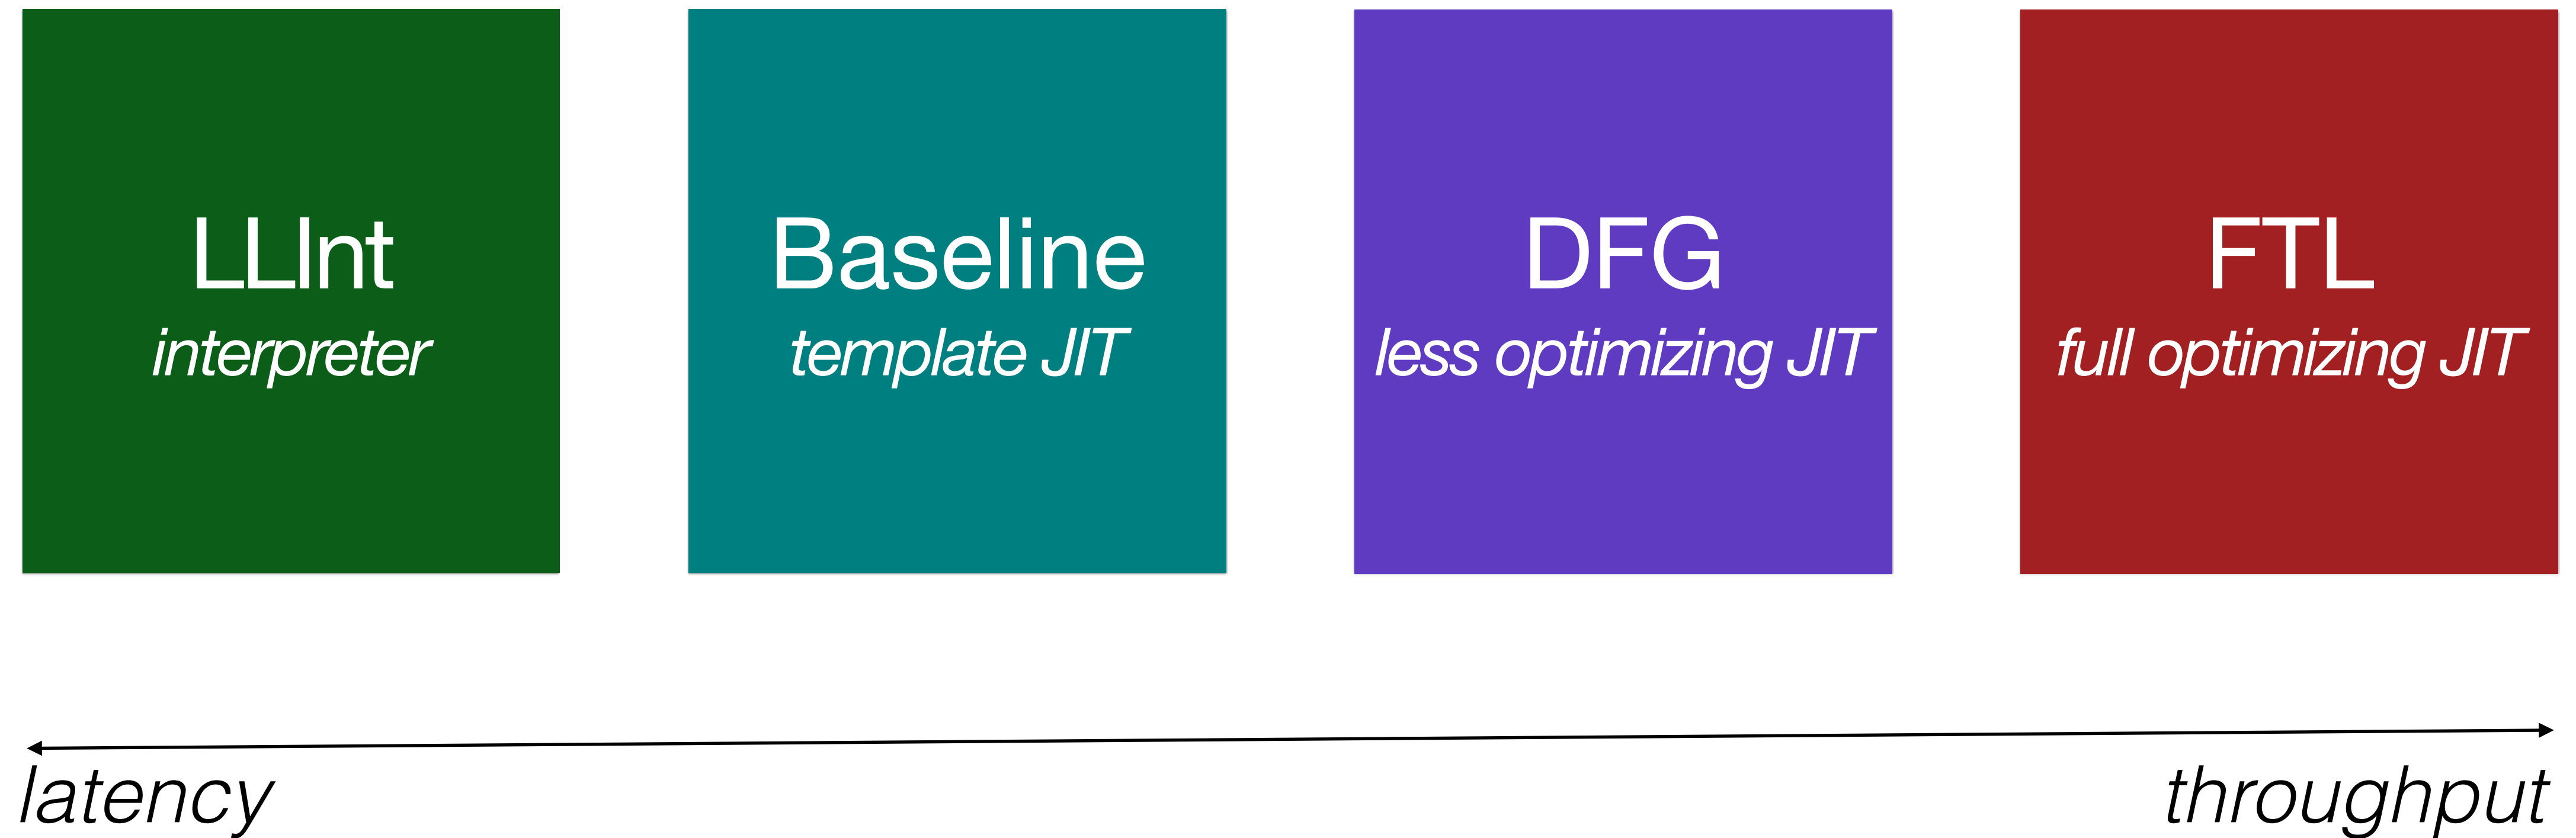 LLInt
interpreter
Baseline
template JIT
DFG
less optimizing JIT
FTL
full optimizing JIT
latency
throughput